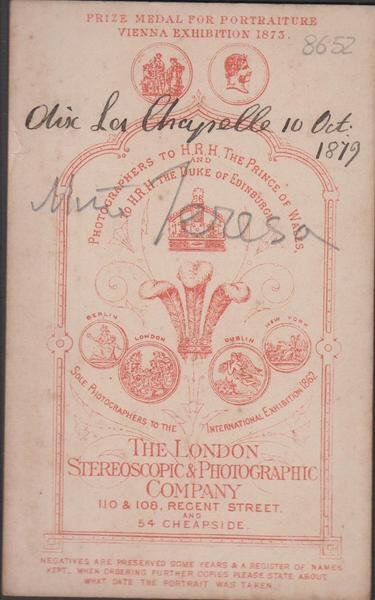 PRIZE MEDAL FOR PORTRAITURE
VIENNA EXHIBITION 1873.
8652
Aix La Chapelle 10 Oct.
1879
PHOTOGRAPHERS TO H.R.H. THE PRINCE OF WALES,
AND
TO H.R.H. THE DUKE OF EDINBURGH
Teresa
BERLIN
LONDON
DUBLIN
NEW YORK
SOLE PHOTOGRAPHERS TO THE INTERNATIONAL EXHIBITION 1862
THE LONDON
STEREOSCOPIC & PHOTOGRAPHIC
COMPANY
110 & 108, REGENT STREET.
AND
54 CHEAPSIDE.
NEGATIVES ARE PRESERVED SOME YEARS & A REGISTER OF NAMES
KEPT. WHEN ORDERING FURTHER COPIES PLEASE STATE ABOUT
WHAT DATE THE PORTRAIT WAS TAKEN.